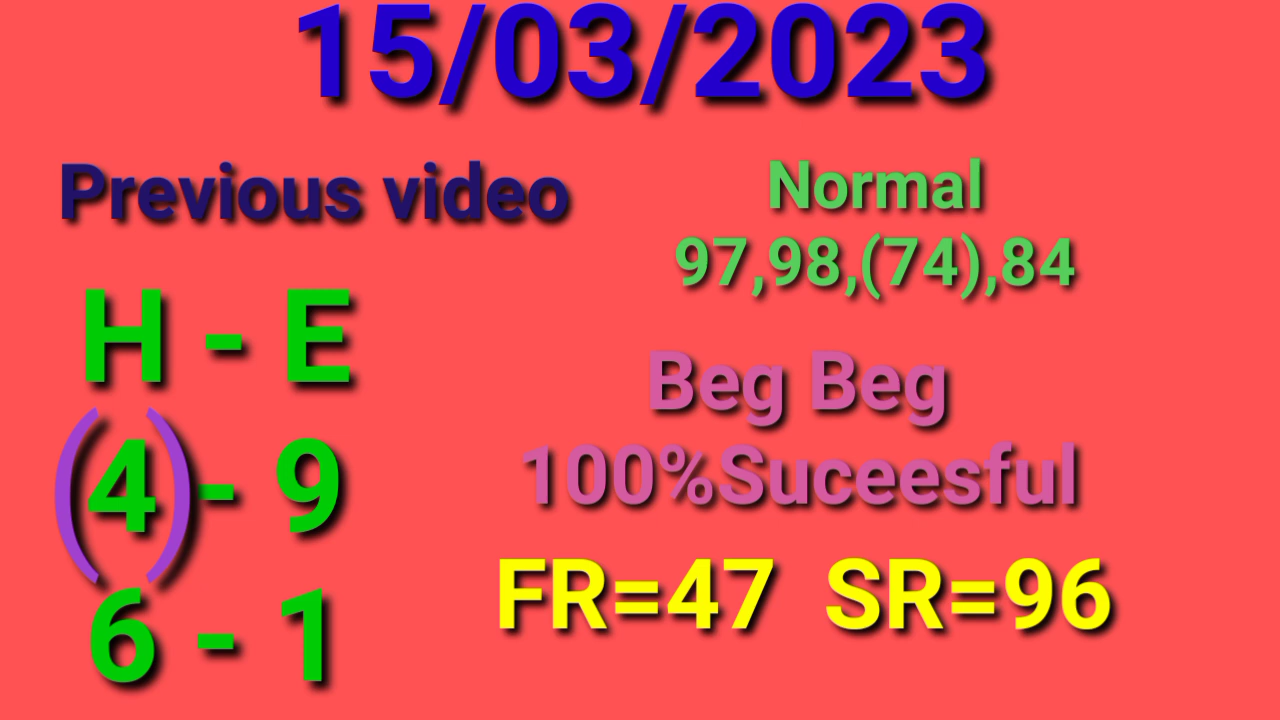 15/03/2023
Previous video
H - E
(4) - 9
6 - 1
Normal
97,98,(74),84
Beg Beg
100%Suceesful
FR=47 SR=96